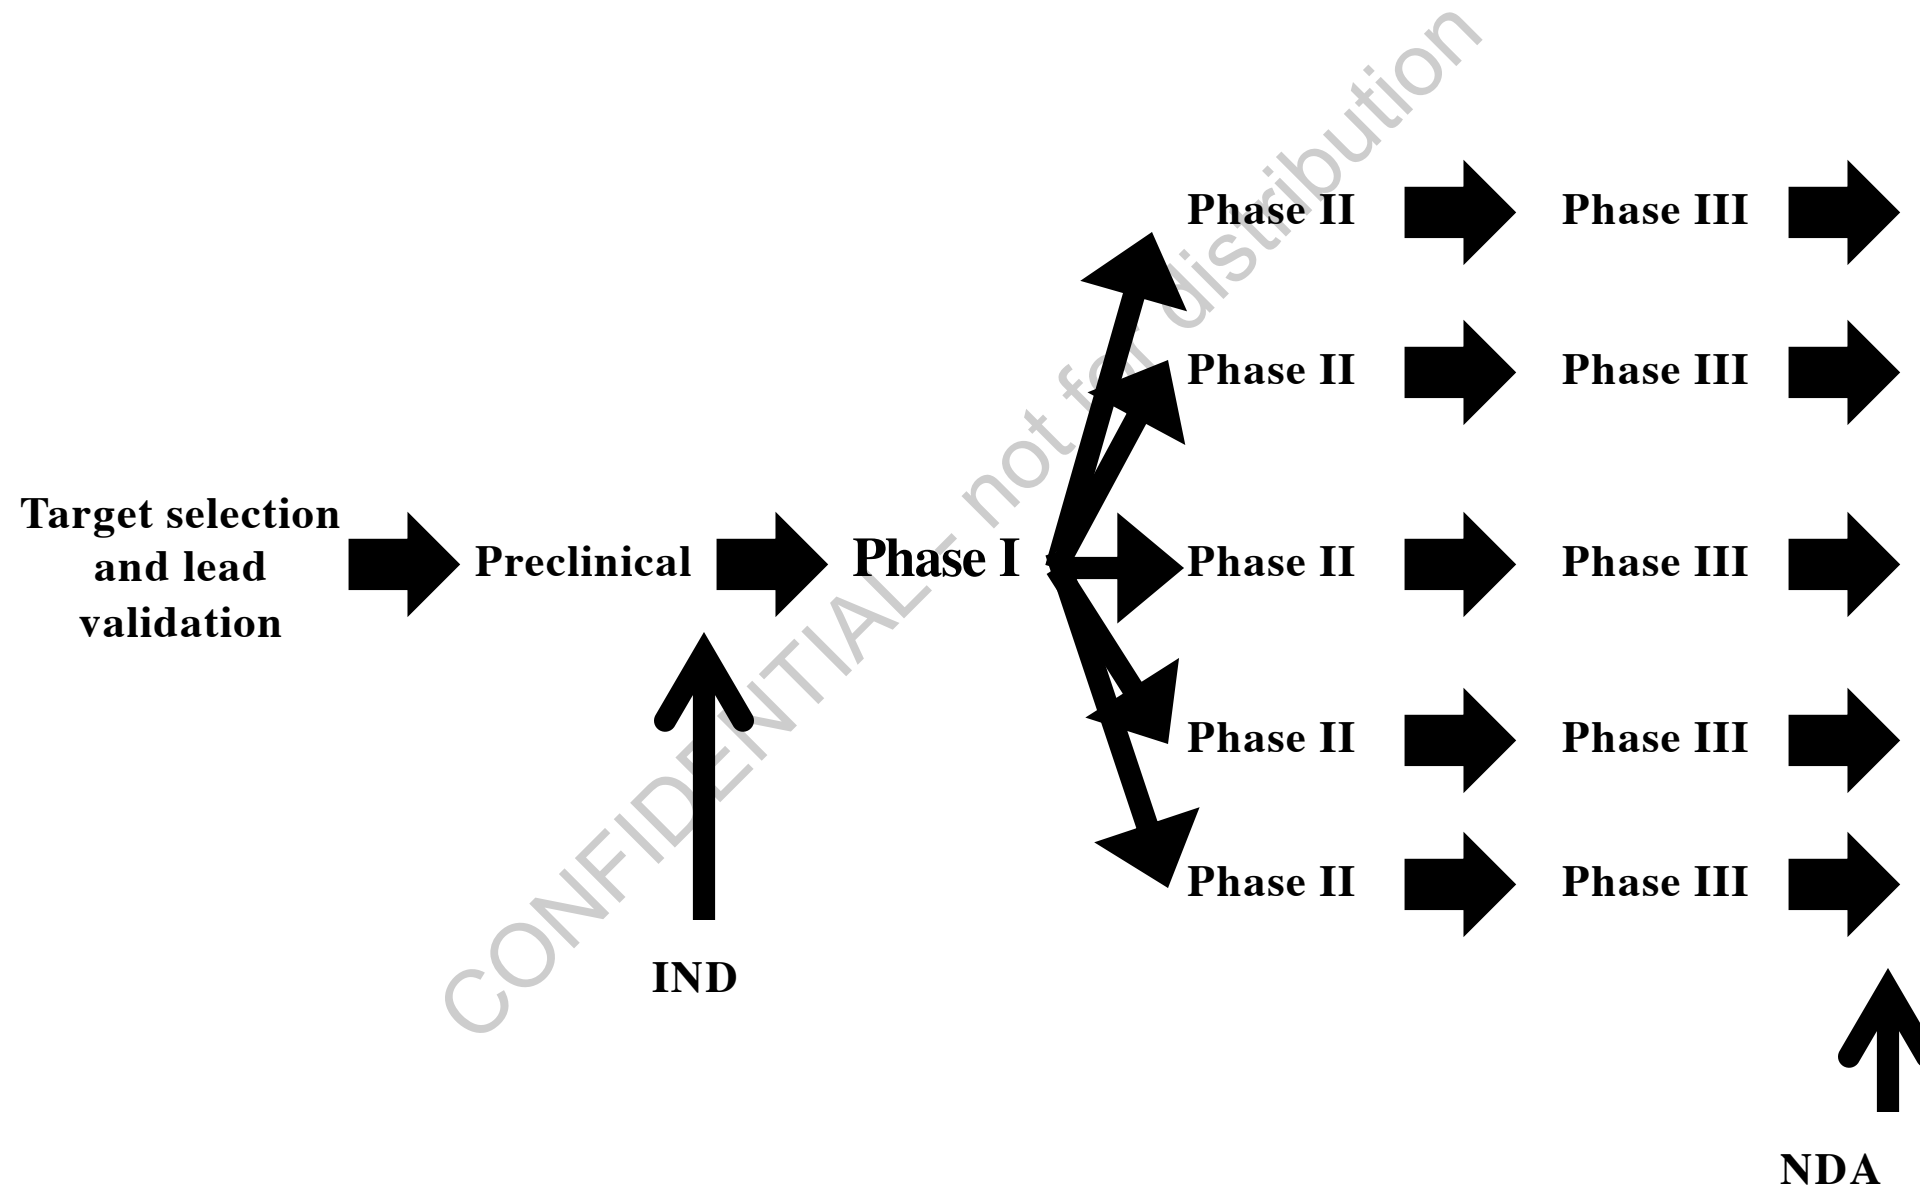 Phase II
Phase III
Phase II
Phase III
Target selection
and lead
validation
Preclinical
Phase I
Phase II
Phase III
Phase II
Phase III
Phase II
Phase III
IND
NDA
CONFIDENTIAL - not for distribution